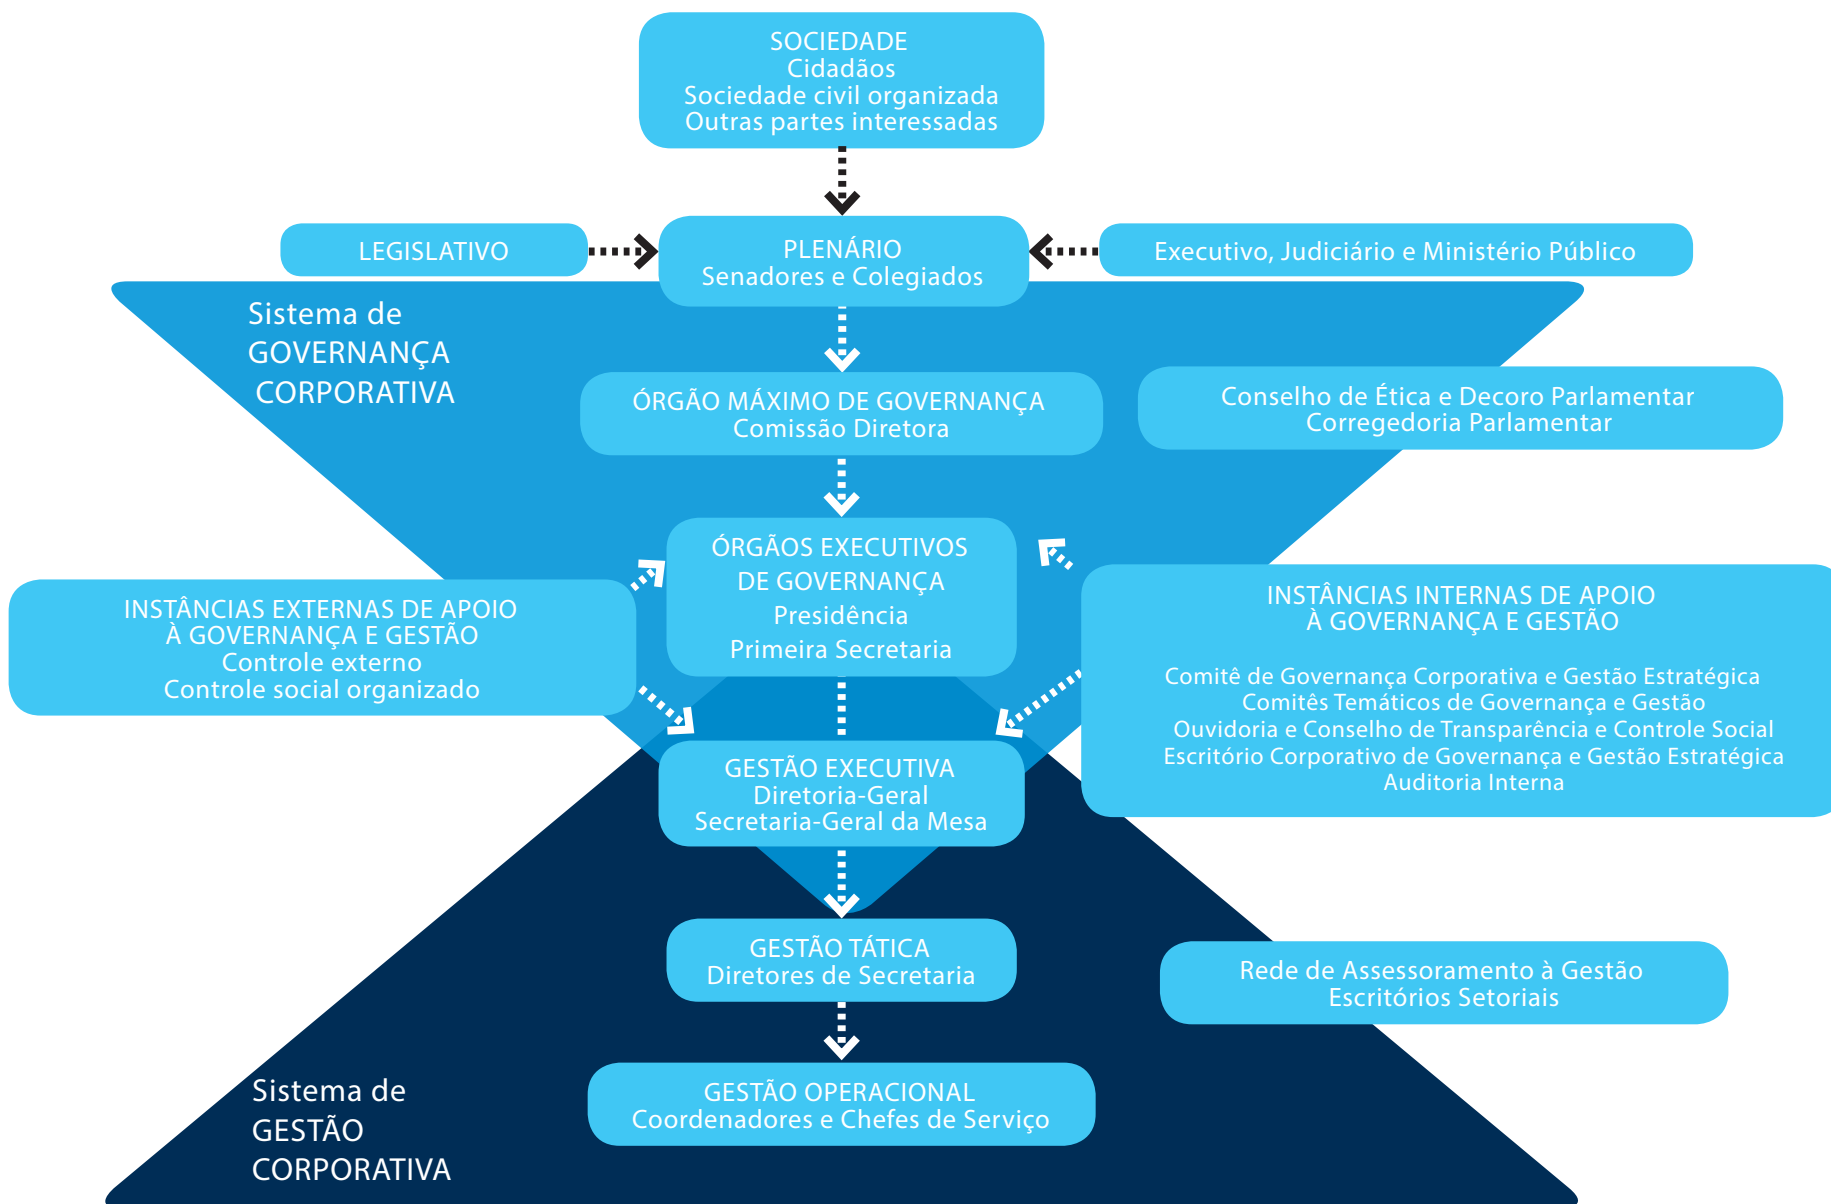 SOCIEDADE
Cidadãos
Sociedade civil organizada
Outras partes interessadas
LEGISLATIVO
PLENÁRIO
Senadores e Colegiados
Executivo, Judiciário e Ministério Público
Sistema de
GOVERNANÇA
CORPORATIVA
ÓRGÃO MÁXIMO DE GOVERNANÇA
Comissão Diretora
Conselho de Ética e Decoro Parlamentar
Corregedoria Parlamentar
ÓRGÃOS EXECUTIVOS
DE GOVERNANÇA
Presidência
Primeira Secretaria
INSTÂNCIAS EXTERNAS DE APOIO
À GOVERNANÇA E GESTÃO
Controle externo
Controle social organizado
INSTÂNCIAS INTERNAS DE APOIO
À GOVERNANÇA E GESTÃO
Comitê de Governança Corporativa e Gestão Estratégica
Comitês Temáticos de Governança e Gestão
Ouvidoria e Conselho de Transparência e Controle Social
Escritório Corporativo de Governança e Gestão Estratégica
Auditoria Interna
GESTÃO EXECUTIVA
Diretoria-Geral
Secretaria-Geral da Mesa
GESTÃO TÁTICA
Diretores de Secretaria
Rede de Assessoramento à Gestão
Escritórios Setoriais
Sistema de
GESTÃO
CORPORATIVA
GESTÃO OPERACIONAL
Coordenadores e Chefes de Serviço